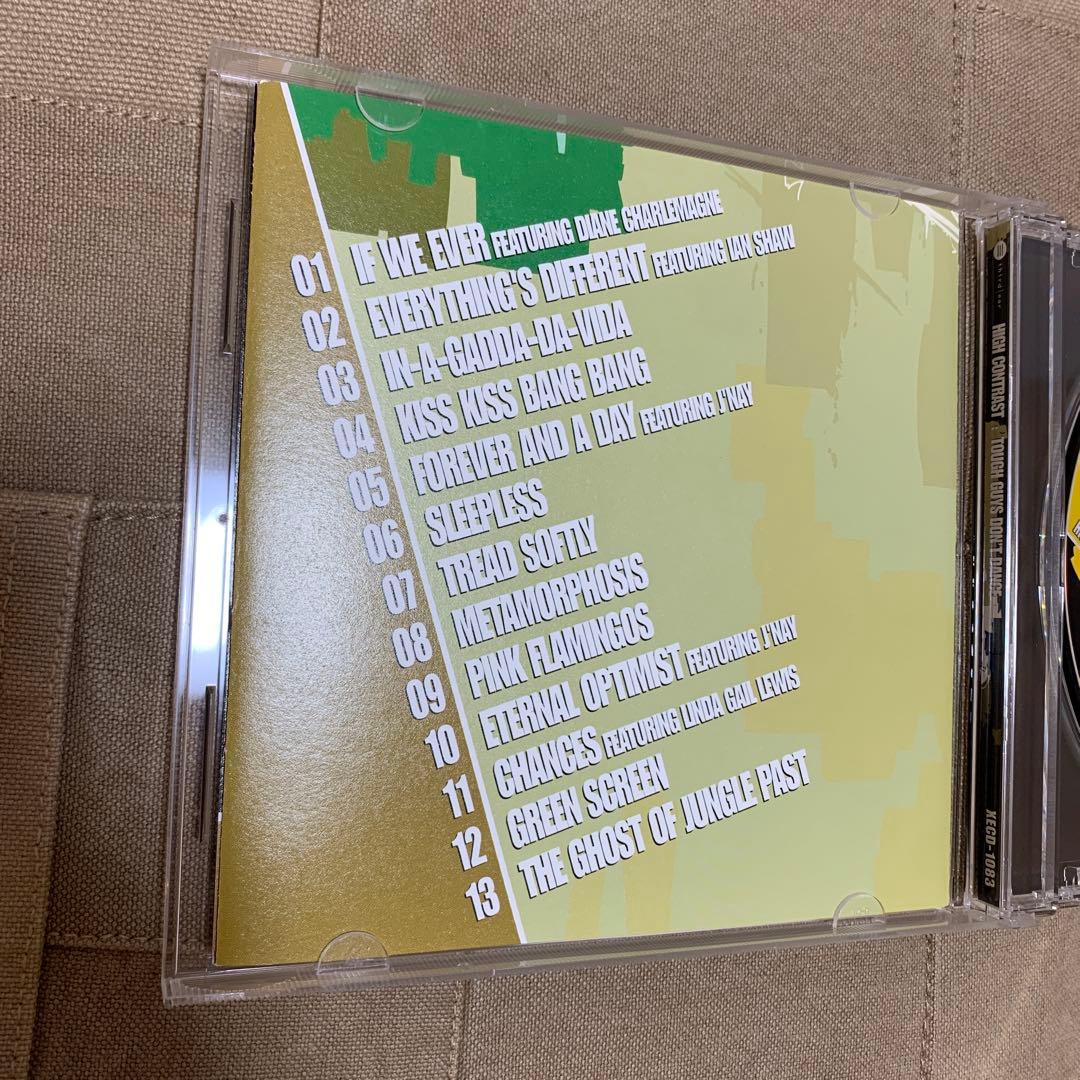 01 IF WE EVER FEATURING DIANE CHARLEMAGNE
02 EVERYTHING'S DIFFERENT FEATURING IAN SHAW
03 IN-A-GADDA-DA-VIDA
04 KISS KISS BANG BANG
05 FOREVER AND A DAY FEATURING J'NAY
06 SLEEPLESS
07 TREAD SOFTLY
08 METAMORPHOSIS
09 PINK FLAMINGOS
10 ETERNAL OPTIMIST FEATURING J'NAY
11 CHANCES FEATURING LINDA GAIL LEWIS
12 GREEN SCREEN
13 THE GHOST OF JUNGLE PAST
third ear HIGH CONTRAST : TOUGH GUYS DON'T DANCE XECD-1083